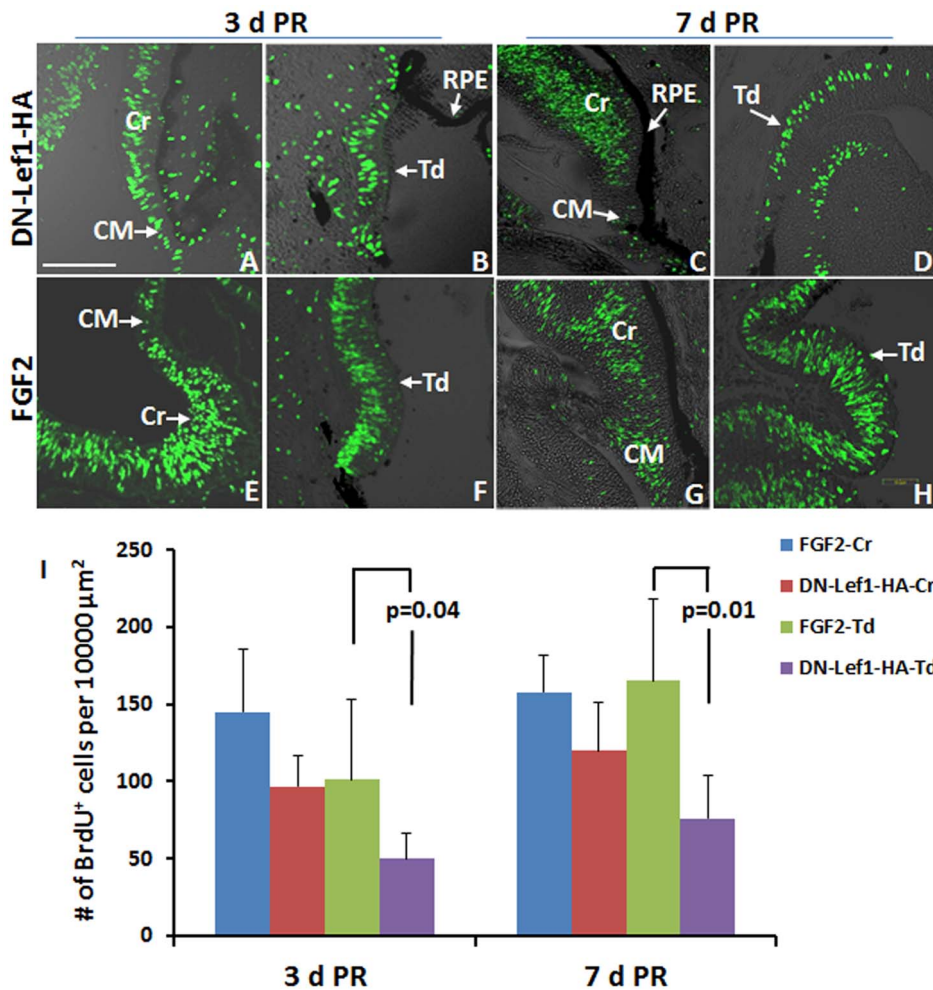 3 d PR
7 d PR
DN-Lef1-HA
Cr
CM
A
RPE
Td
B
Cr
RPE
CM
C
Td
D
FGF2
CM
Cr
E
Td
F
Cr
CM
G
Td
H
I
# of BrdU⁺ cells per 10000 µm²
250
200
150
100
50
0
p=0.04
p=0.01
3 d PR
7 d PR
FGF2-Cr
DN-Lef1-HA-Cr
FGF2-Td
DN-Lef1-HA-Td